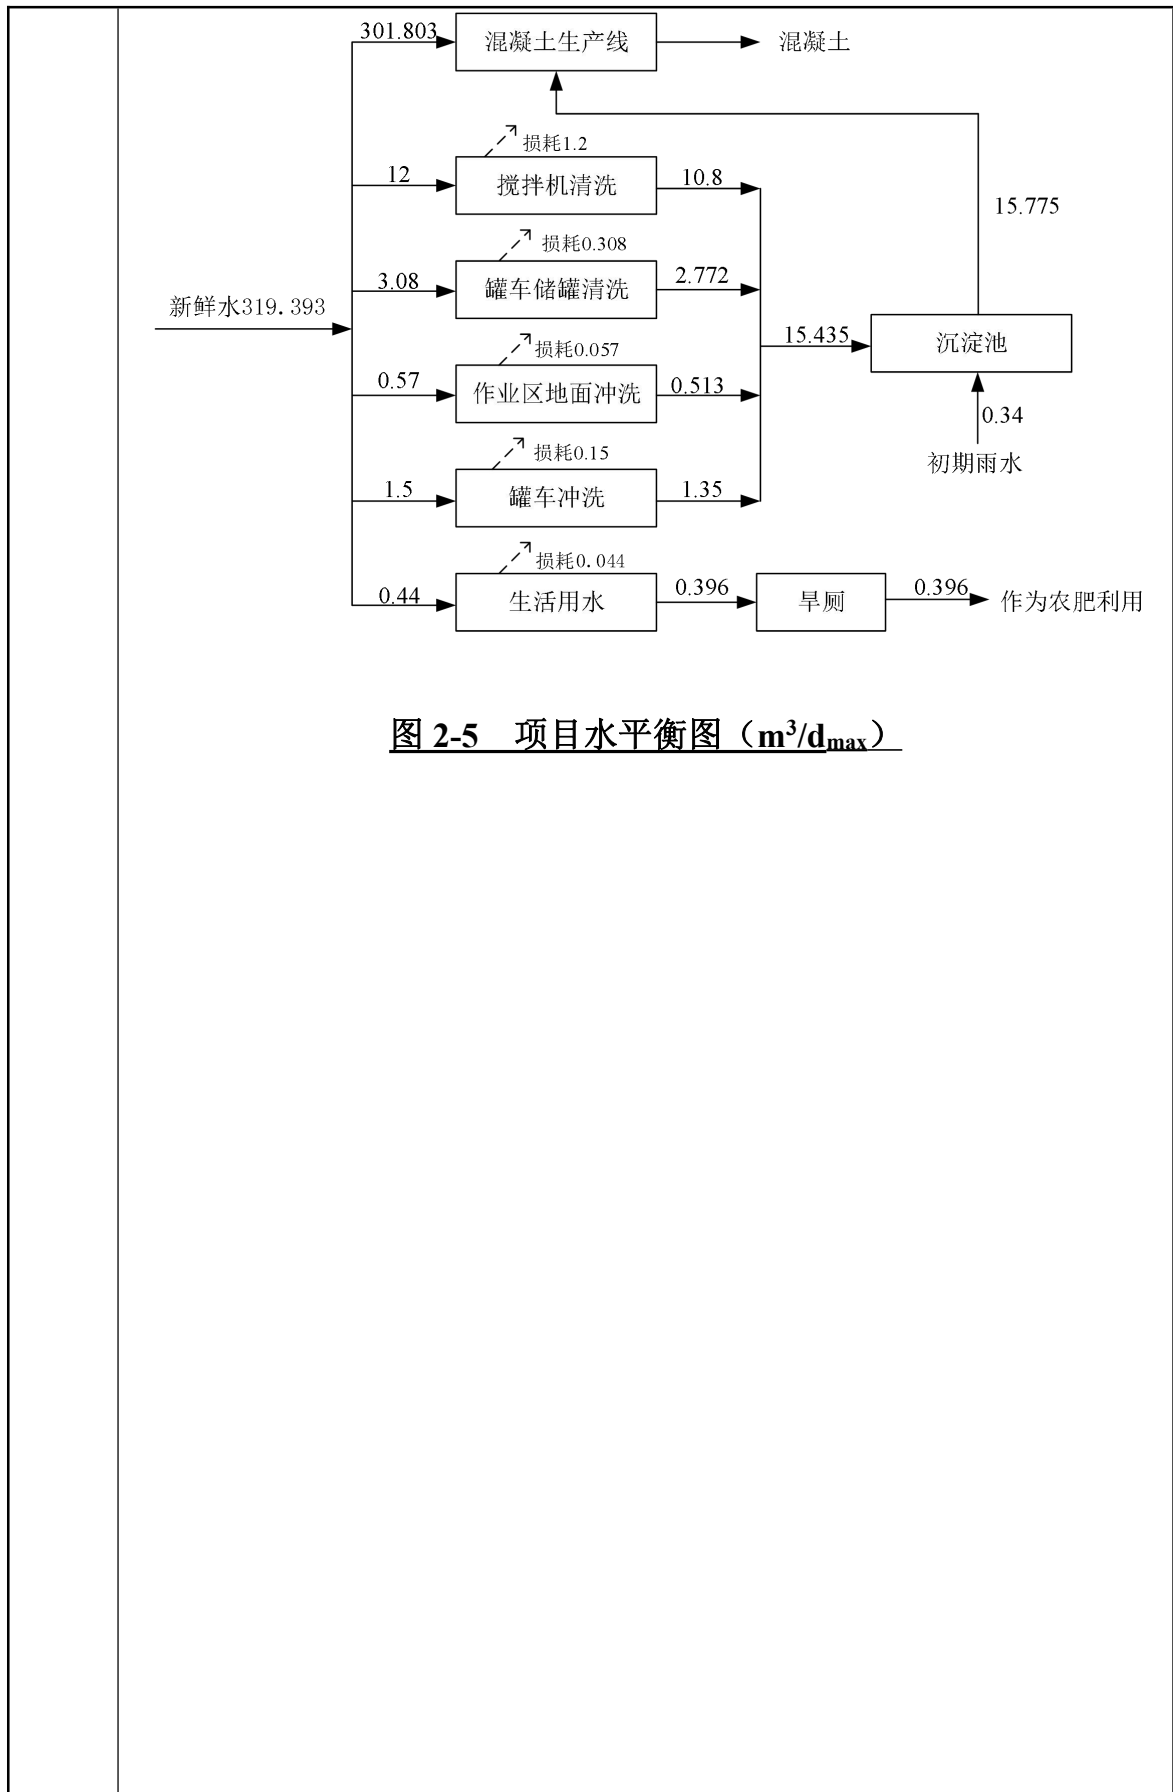 301.803
混凝土生产线
混凝土
损耗1.2
12
搅拌机清洗
10.8
15.775
损耗0.308
3.08
罐车储罐清洗
2.772
新鲜水319.393
损耗0.057
15.435
沉淀池
0.57
作业区地面冲洗
0.513
0.34
损耗0.15
初期雨水
1.5
罐车冲洗
1.35
损耗0.044
0.44
生活用水
0.396
旱厕
0.396
作为农肥利用
图 2-5 项目水平衡图（m³/dmax）